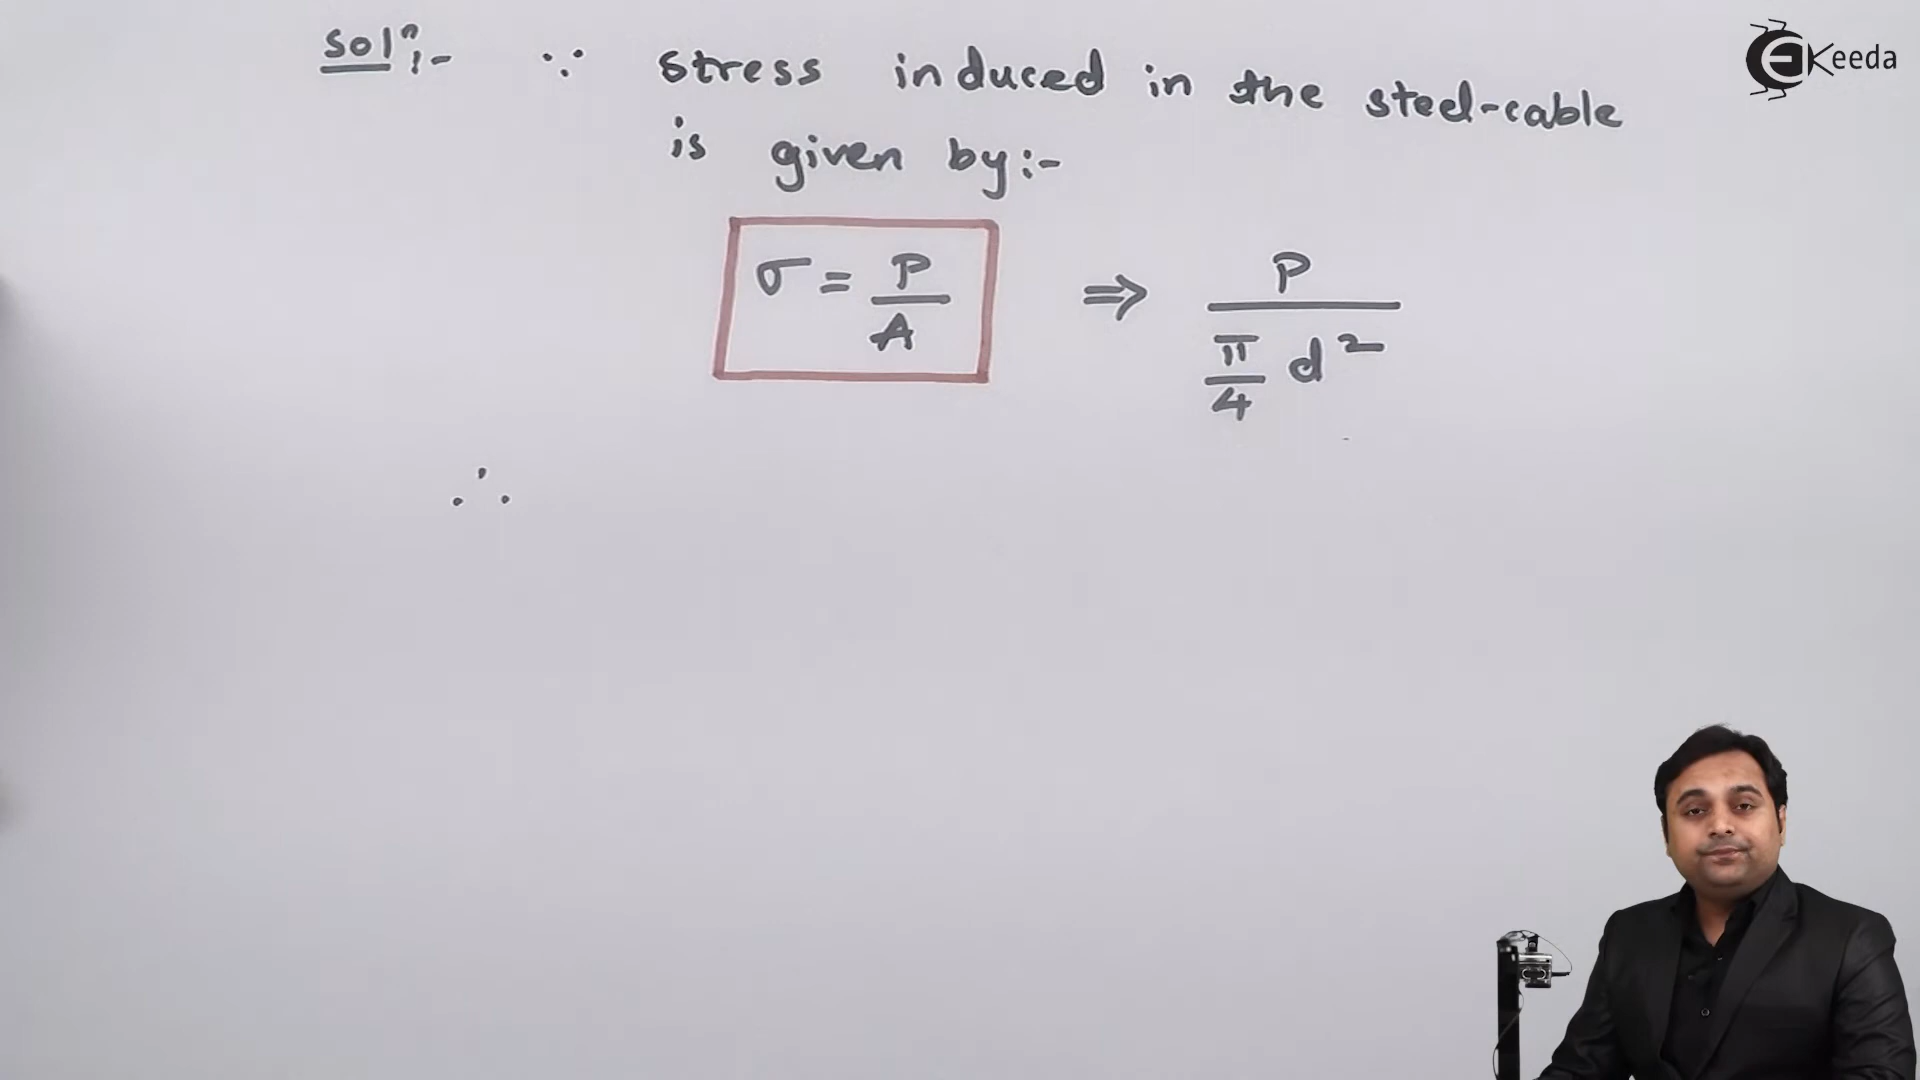 solⁿ:- ∵ stress induced in the steel-cable
is given by:-
σ = P/A ⇒ P/(π/4 d²)
∴
Ekeeda